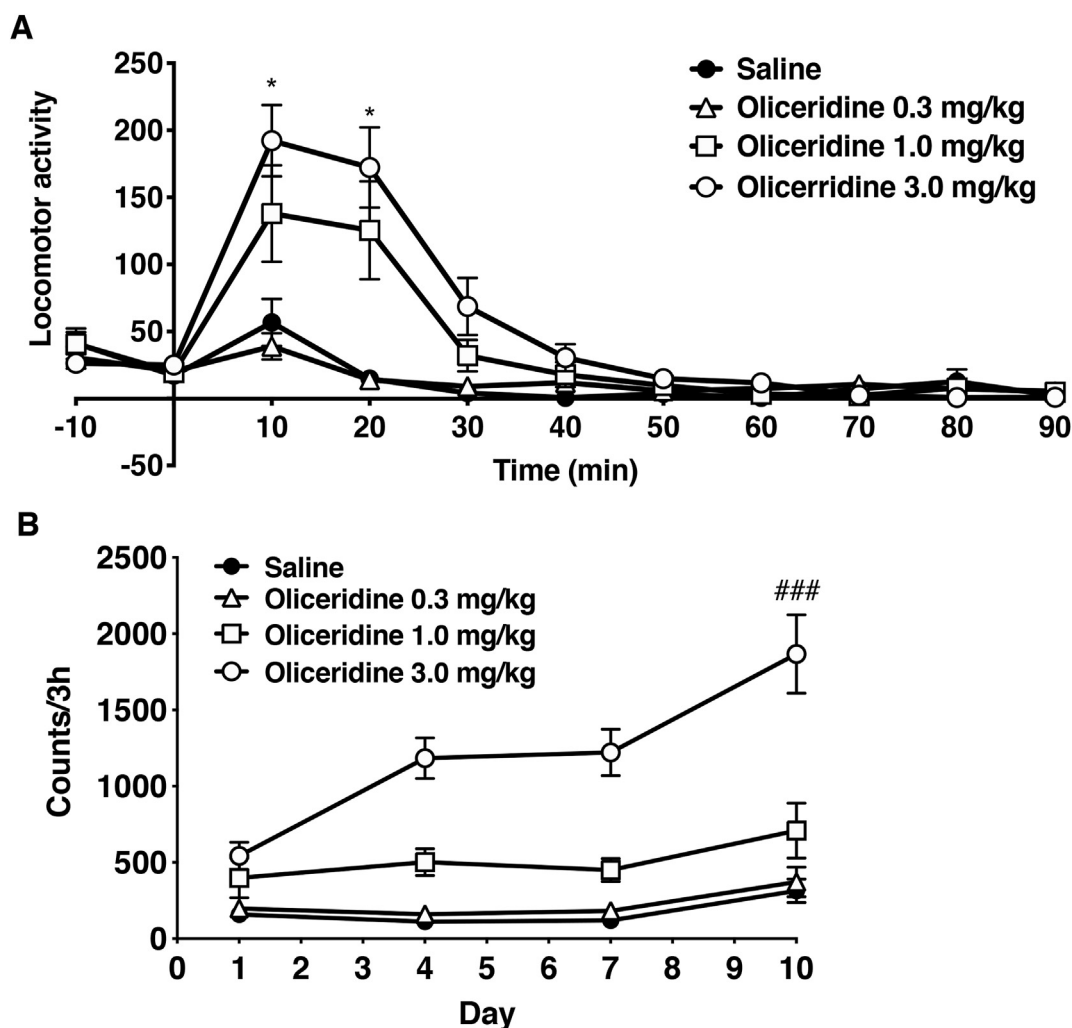 A
250
200
150
100
50
-50
Locomotor activity
*
*
Saline
Oliceridine 0.3 mg/kg
Oliceridine 1.0 mg/kg
Olicerridine 3.0 mg/kg
-10 10 20 30 40 50 60 70 80 90
Time (min)
B
2500
2000
1500
1000
500
0
Counts/3h
Saline
Oliceridine 0.3 mg/kg
Oliceridine 1.0 mg/kg
Oliceridine 3.0 mg/kg
###
0 1 2 3 4 5 6 7 8 9 10
Day